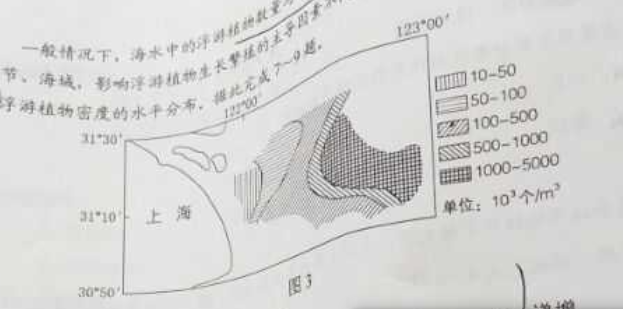 一般情况下，海水中的浮游植物数量
节、海域，影响浮游植物生长繁殖的主导因素
浮游植物密度的水平分布。据此完成7~9题。
123°00′
122°00′
31°30′
31°10′
30°50′
上海
10~50
50~100
100~500
500~1000
1000~5000
单位：10³个/m³
图3
递增